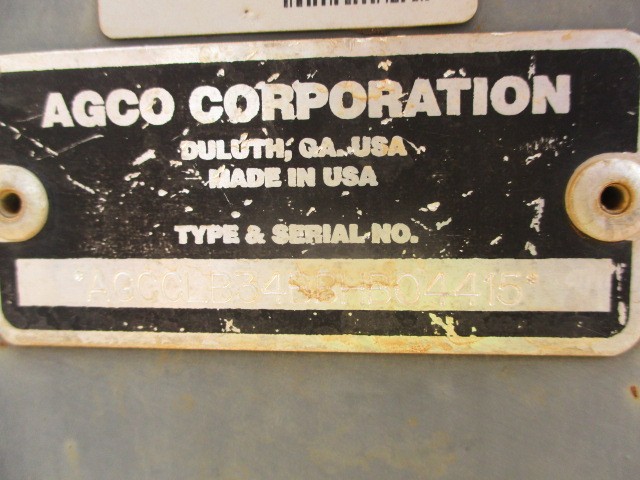 AGCO CORPORATION
DULUTH, GA. USA
MADE IN USA
TYPE & SERIAL NO.